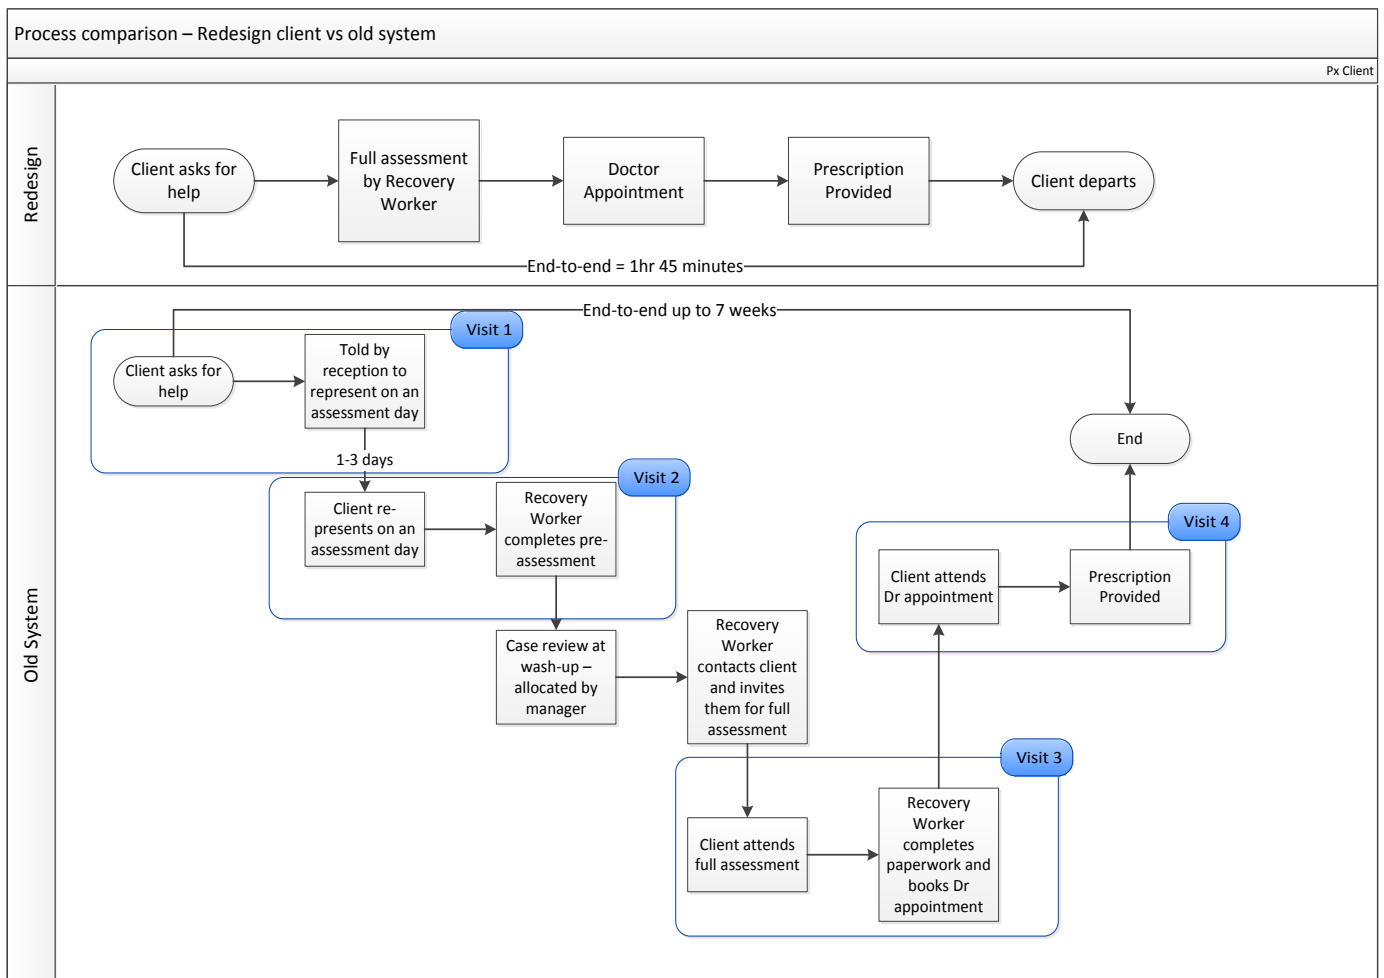 Process comparison – Redesign client vs old system
Px Client
Redesign
Client asks for
help
Full assessment
by Recovery
Worker
Doctor
Appointment
Prescription
Provided
Client departs
End-to-end = 1hr 45 minutes
Old System
End-to-end up to 7 weeks
Visit 1
Client asks for
help
Told by
reception to
represent on an
assessment day
1-3 days
Visit 2
Client re-
presents on an
assessment day
Recovery
Worker
completes pre-
assessment
Case review at
wash-up –
allocated by
manager
Recovery
Worker
contacts client
and invites
them for full
assessment
Visit 3
Client attends
full assessment
Recovery
Worker
completes
paperwork and
books Dr
appointment
Visit 4
Client attends
Dr appointment
Prescription
Provided
End